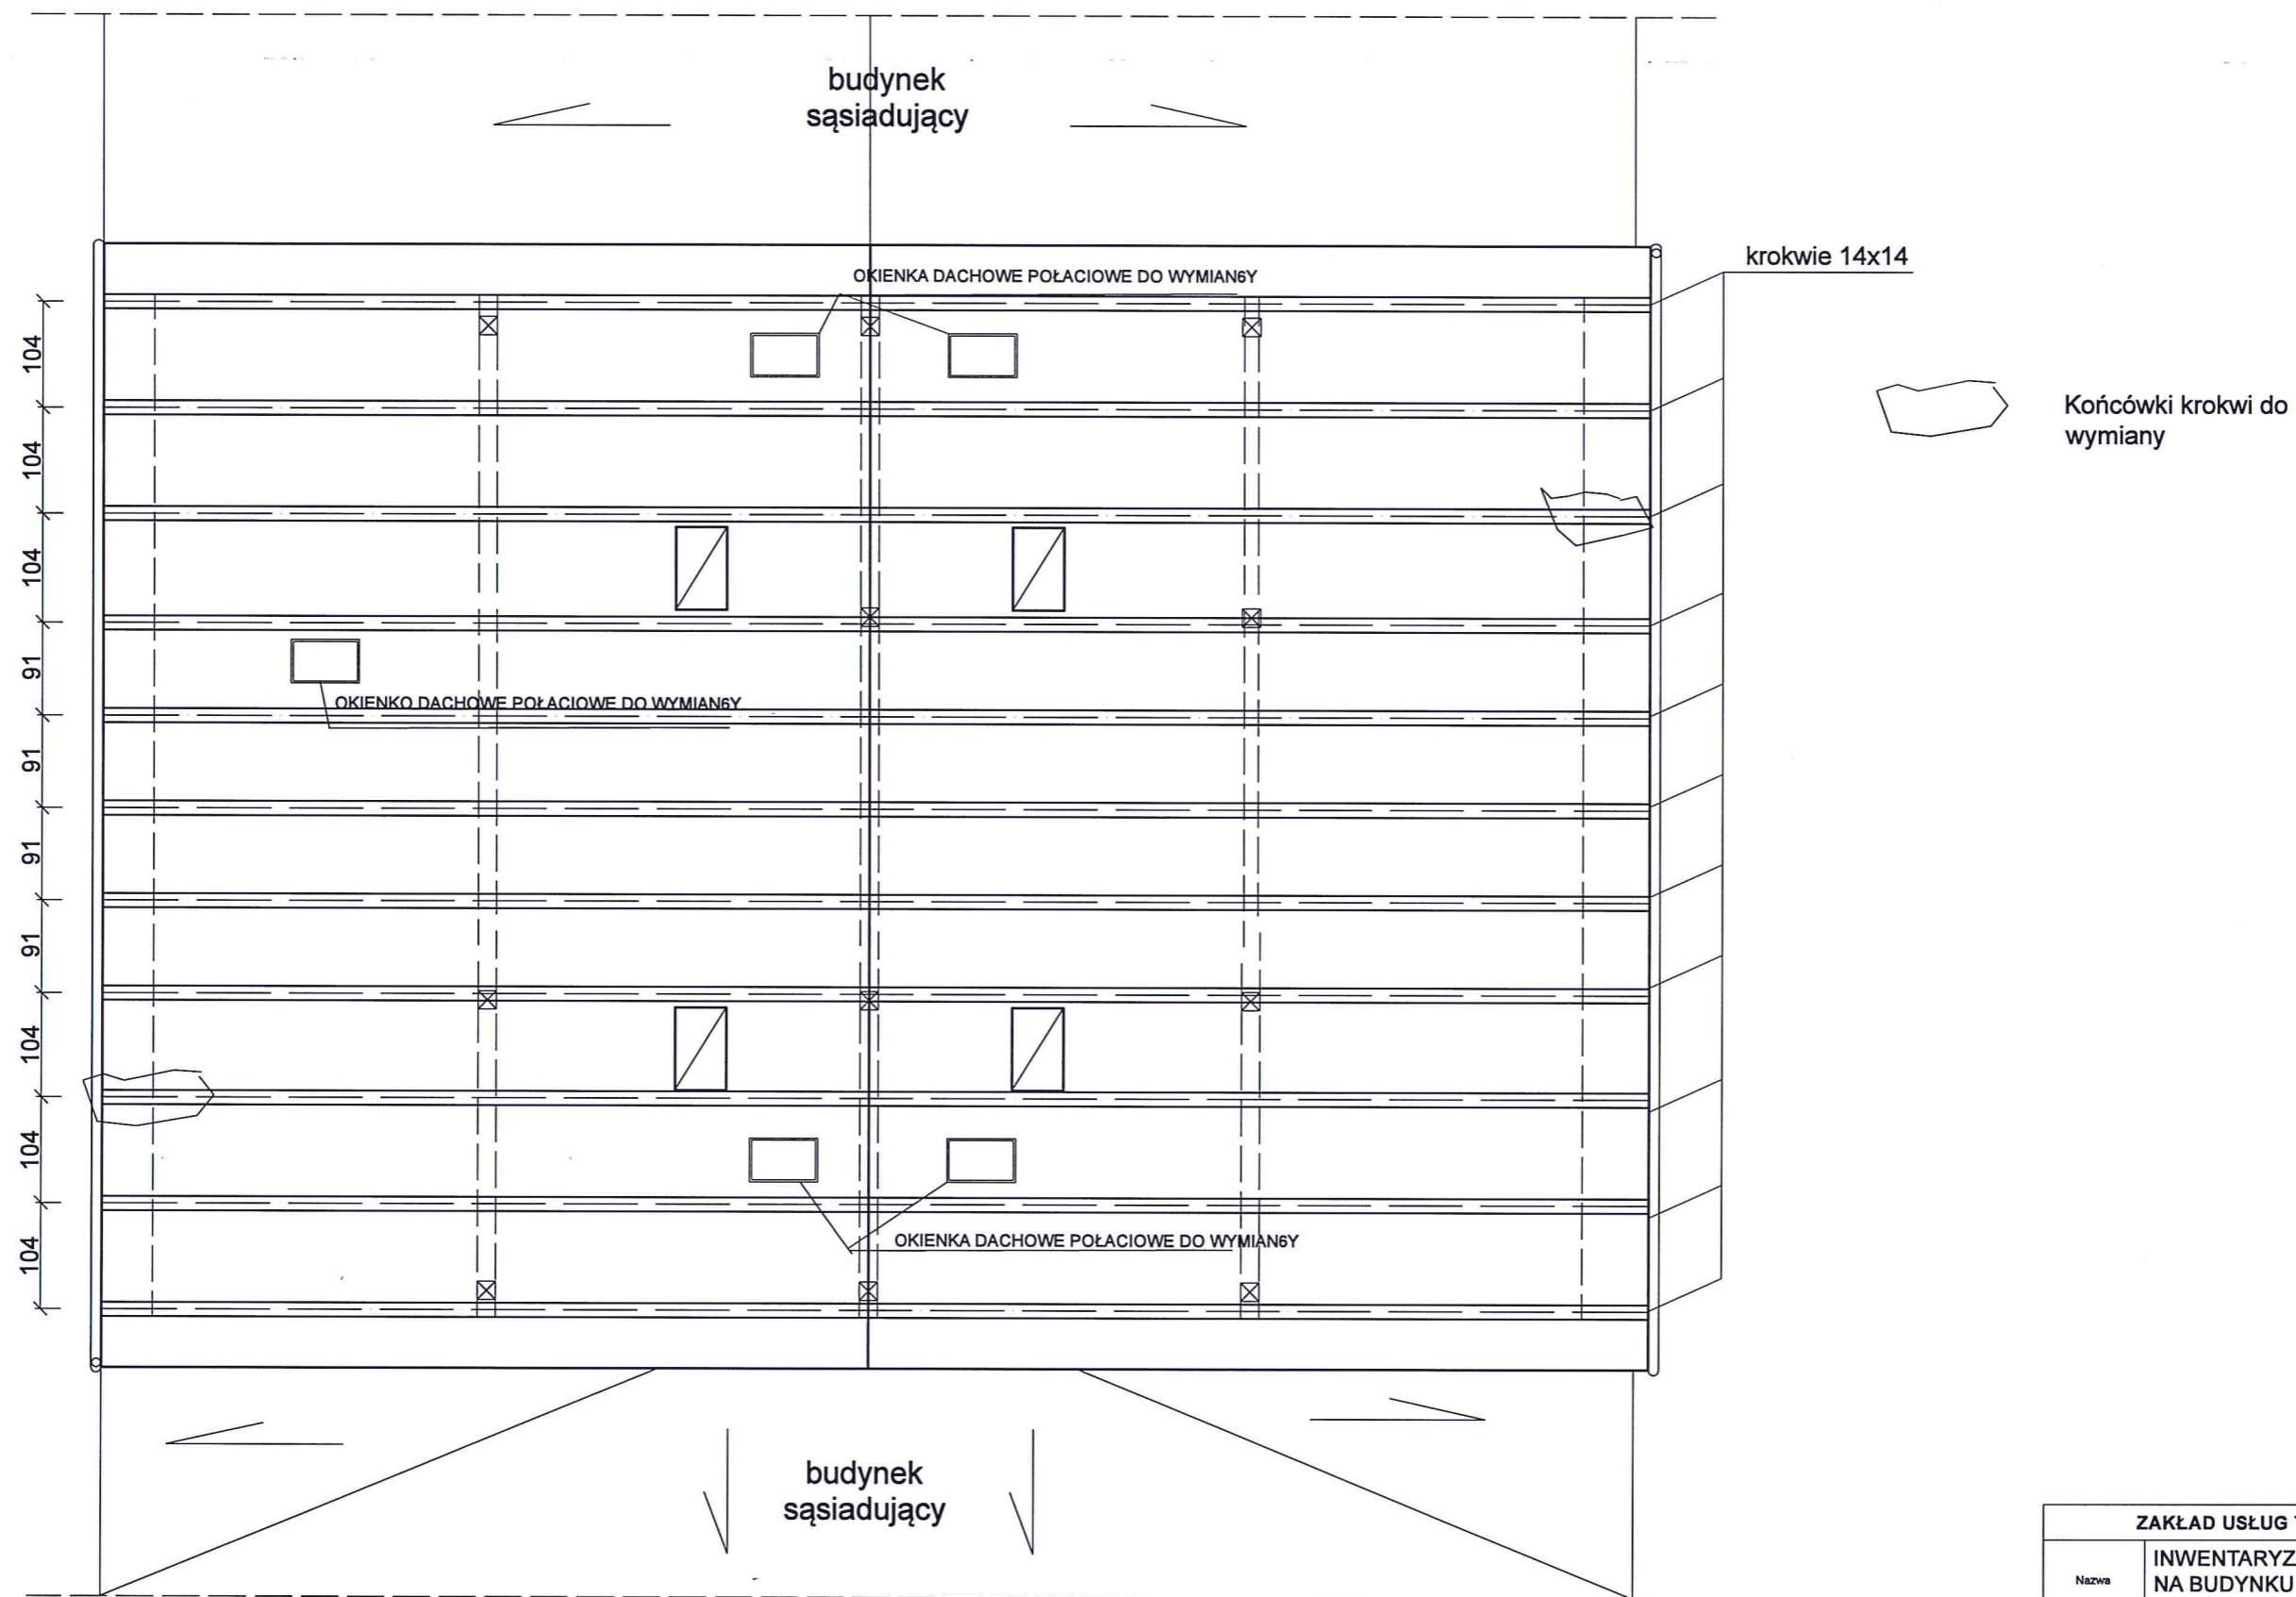 budynek
sąsiadujący
krokwie 14x14
OKIENKA DACHOWE POŁACIOWE DO WYMIAN6Y
Końcówki krokwi do
wymiany
104
104
104
91
OKIENKO DACHOWE POŁACIOWE DO WYMIAN6Y
91
91
91
104
104
104
OKIENKA DACHOWE POŁACIOWE DO WYMIAN6Y
budynek
sąsiadujący
ZAKŁAD USŁUG
Nazwa
INWENTARYZ
NA BUDYNKU